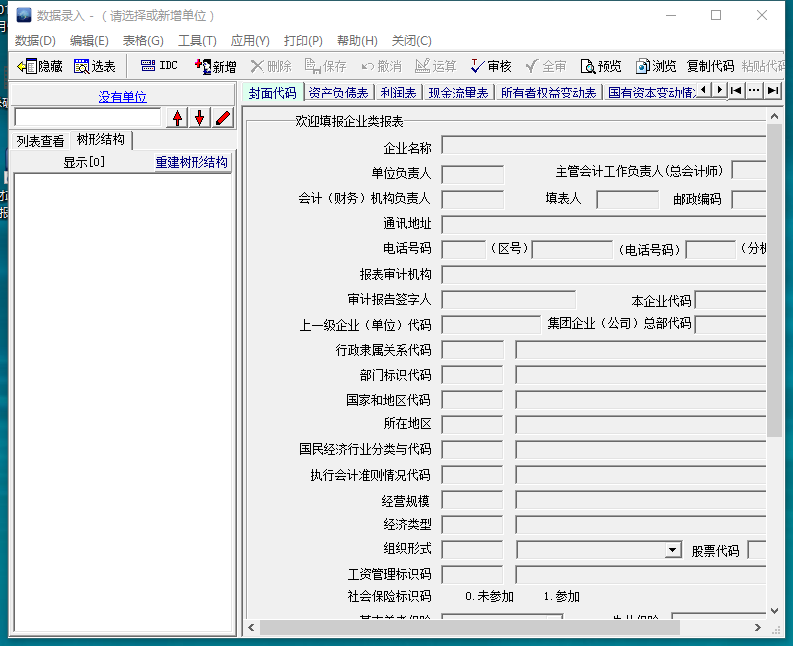 数据录入 - （ 请选择或新增单位 ）
数据(D) 编辑(E) 表格(G) 工具(T) 应用(Y) 打印(P) 帮助(H) 关闭(C)
隐藏 选表 IDC 新增 删除 保存 撤消 运算 审核 全审 预览 浏览 复制代码 粘贴代码
没有单位
封面代码 资产负债表 利润表 现金流量表 所有者权益变动表 国有资本变动情
列表查看 树形结构
显示[0] 重建树形结构
欢迎填报企业类报表
企业名称
单位负责人 主管会计工作负责人(总会计师)
会计（财务）机构负责人 填表人 邮政编码
通讯地址
电话号码 （区号） （电话号码） （分机
报表审计机构
审计报告签字人 本企业代码
上一级企业（单位）代码 集团企业（公司）总部代码
行政隶属关系代码
部门标识代码
国家和地区代码
所在地区
国民经济行业分类与代码
执行会计准则情况代码
经营规模
经济类型
组织形式 股票代码
工资管理标识码
社会保险标识码 0.未参加 1.参加